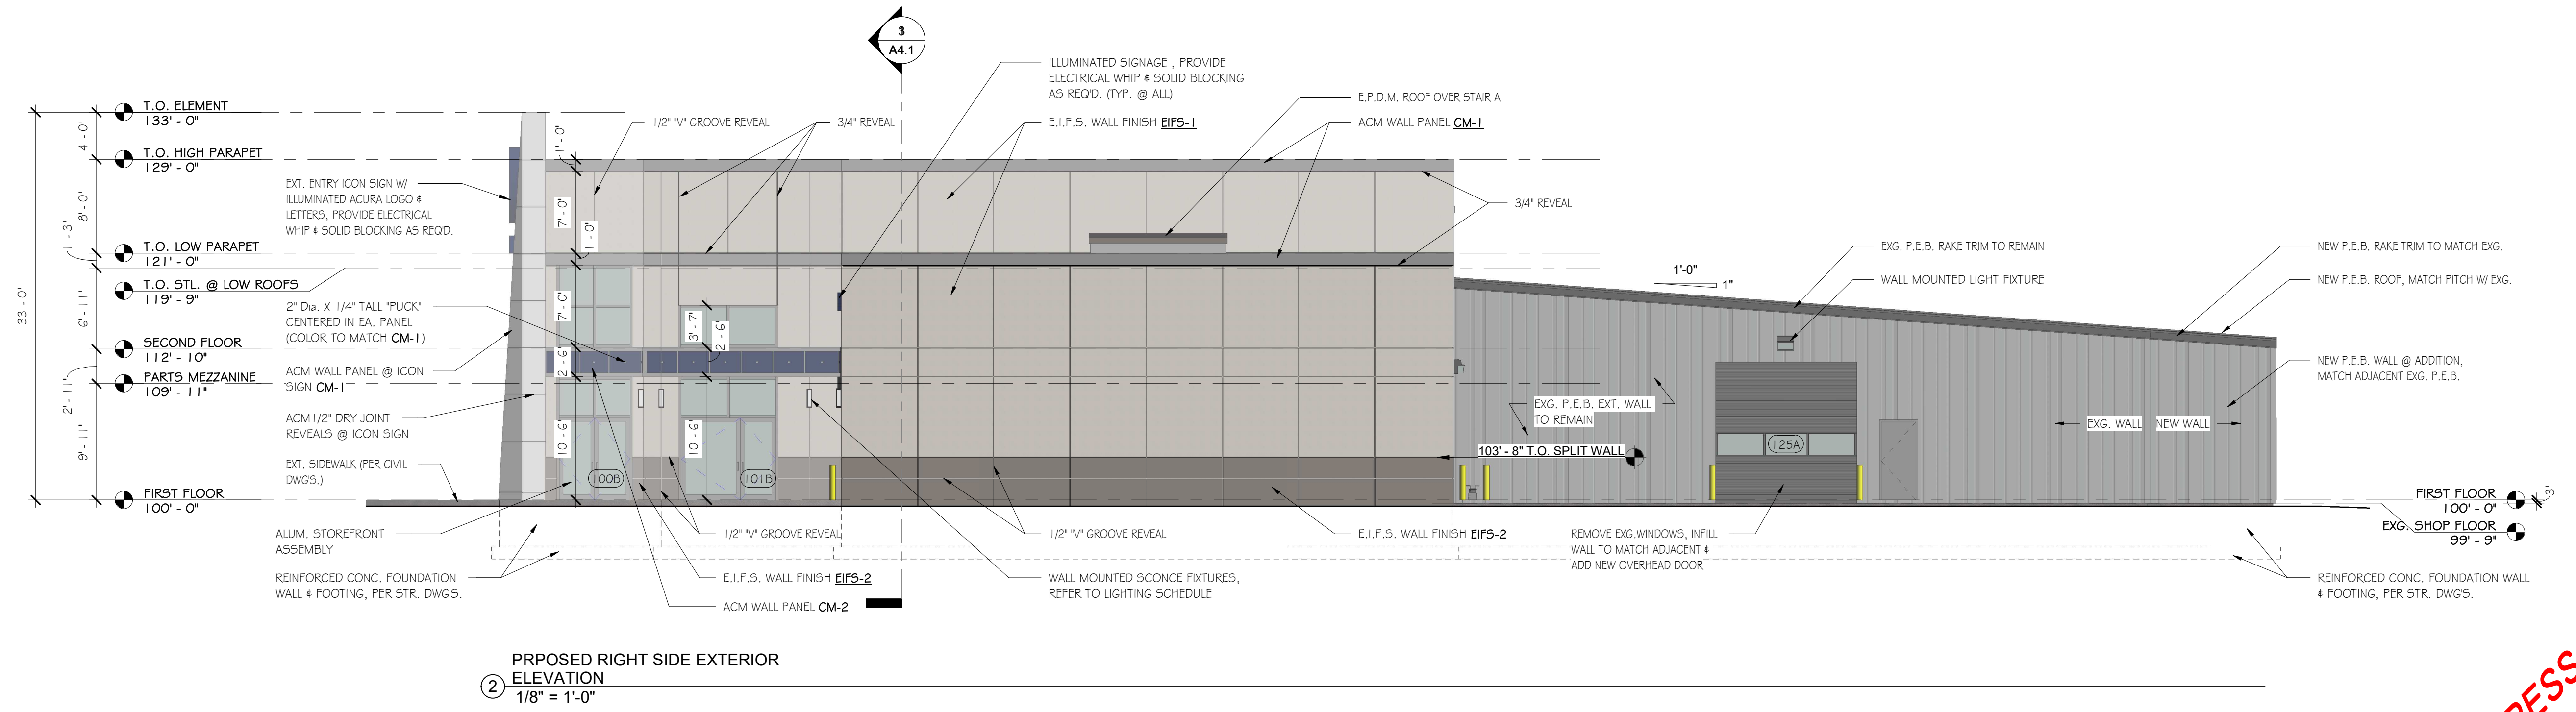 3
A4.1
ILLUMINATED SIGNAGE , PROVIDE
ELECTRICAL WHIP & SOLID BLOCKING
AS REQ'D. (TYP. @ ALL)
E.P.D.M. ROOF OVER STAIR A
1/2" "V" GROOVE REVEAL
3/4" REVEAL
E.I.F.S. WALL FINISH EIFS-1
ACM WALL PANEL CM-1
T.O. ELEMENT
133' - 0"
T.O. HIGH PARAPET
129' - 0"
T.O. LOW PARAPET
121' - 0"
T.O. STL. @ LOW ROOFS
119' - 9"
SECOND FLOOR
112' - 10"
PARTS MEZZANINE
109' - 11"
FIRST FLOOR
100' - 0"
33' - 0"
4' - 0"
8' - 0"
1' - 3"
6' - 11"
2' - 11"
9' - 11"
EXT. ENTRY ICON SIGN W/
ILLUMINATED ACURA LOGO &
LETTERS, PROVIDE ELECTRICAL
WHIP & SOLID BLOCKING AS REQ'D.
2" Dia. X 1/4" TALL "PUCK"
CENTERED IN EA. PANEL
(COLOR TO MATCH CM-1)
ACM WALL PANEL @ ICON
SIGN CM-1
ACM 1/2" DRY JOINT
REVEALS @ ICON SIGN
EXT. SIDEWALK (PER CIVIL
DWG'S.)
ALUM. STOREFRONT
ASSEMBLY
REINFORCED CONC. FOUNDATION
WALL & FOOTING, PER STR. DWG'S.
1' - 0"
7' - 0"
1' - 0"
7' - 0"
2' - 6"
10' - 6"
3' - 7"
2' - 6"
10' - 6"
100B
101B
3/4" REVEAL
1'-0"
1"
EXG. P.E.B. RAKE TRIM TO REMAIN
WALL MOUNTED LIGHT FIXTURE
NEW P.E.B. RAKE TRIM TO MATCH EXG.
NEW P.E.B. ROOF, MATCH PITCH W/ EXG.
NEW P.E.B. WALL @ ADDITION,
MATCH ADJACENT EXG. P.E.B.
EXG. P.E.B. EXT. WALL
TO REMAIN
103' - 8" T.O. SPLIT WALL
125A
EXG. WALL
NEW WALL
FIRST FLOOR
100' - 0"
3"
EXG. SHOP FLOOR
99' - 9"
1/2" "V" GROOVE REVEAL
1/2" "V" GROOVE REVEAL
E.I.F.S. WALL FINISH EIFS-2
REMOVE EXG.WINDOWS, INFILL
WALL TO MATCH ADJACENT &
ADD NEW OVERHEAD DOOR
E.I.F.S. WALL FINISH EIFS-2
ACM WALL PANEL CM-2
WALL MOUNTED SCONCE FIXTURES,
REFER TO LIGHTING SCHEDULE
REINFORCED CONC. FOUNDATION WALL
& FOOTING, PER STR. DWG'S.
2
PRPOSED RIGHT SIDE EXTERIOR
ELEVATION
1/8" = 1'-0"
RESS